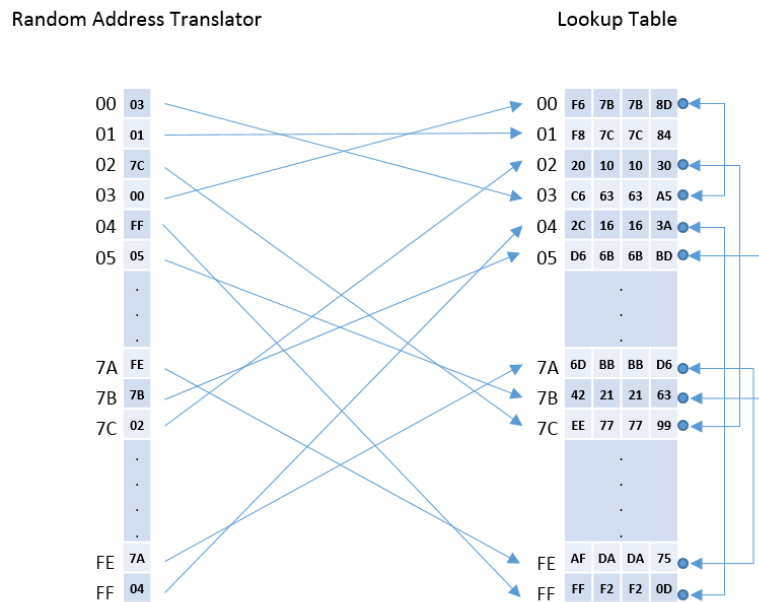 Random Address Translator Lookup Table
00 03 00 F6 7B 7B 8D
01 01 01 F8 7C 7C 84
02 7C 02 20 10 10 30
03 00 03 C6 63 63 A5
04 FF 04 2C 16 16 3A
05 05 05 D6 6B 6B BD
. .
. .
. .
7A FE 7A 6D BB BB D6
7B 7B 7B 42 21 21 63
7C 02 7C EE 77 77 99
. .
. .
. .
. .
FE 7A FE AF DA DA 75
FF 04 FF FF F2 F2 0D